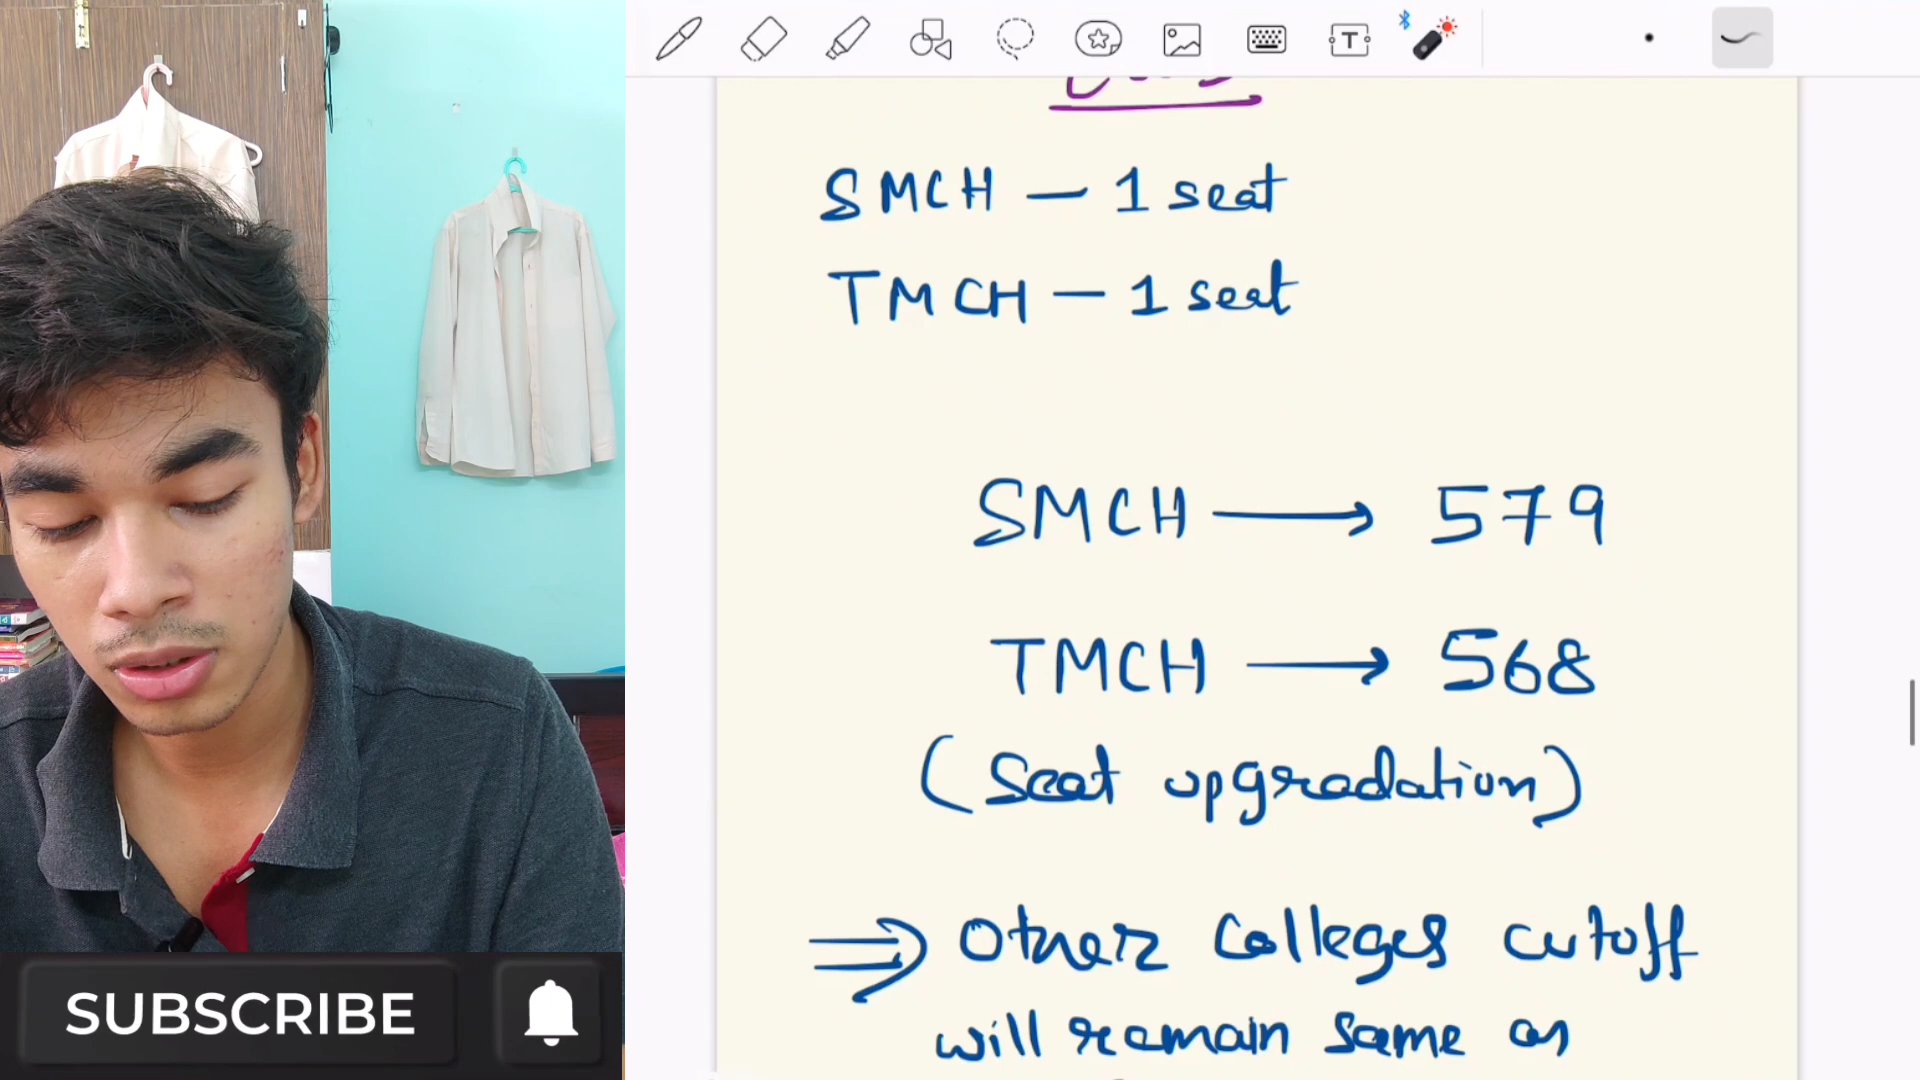 SMCH - 1 seat
TMCH - 1 seat
SMCH → 579
TMCH → 568
(Seat upgradation)
⇒ Other Colleges cutoff
will remain same as
SUBSCRIBE